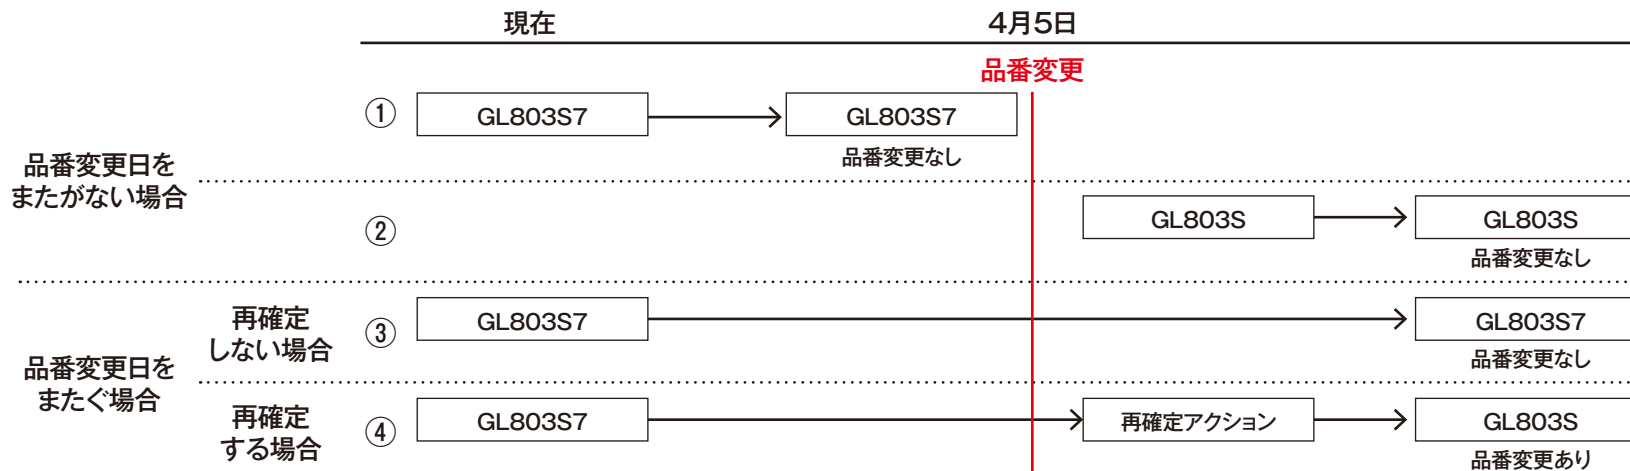 現在
4月5日
品番変更
品番変更日を
またがない場合
①
GL803S7
GL803S7
品番変更なし
②
GL803S
GL803S
品番変更なし
品番変更日を
またぐ場合
再確定
しない場合
③
GL803S7
GL803S7
品番変更なし
再確定
する場合
④
GL803S7
再確定アクション
GL803S
品番変更あり